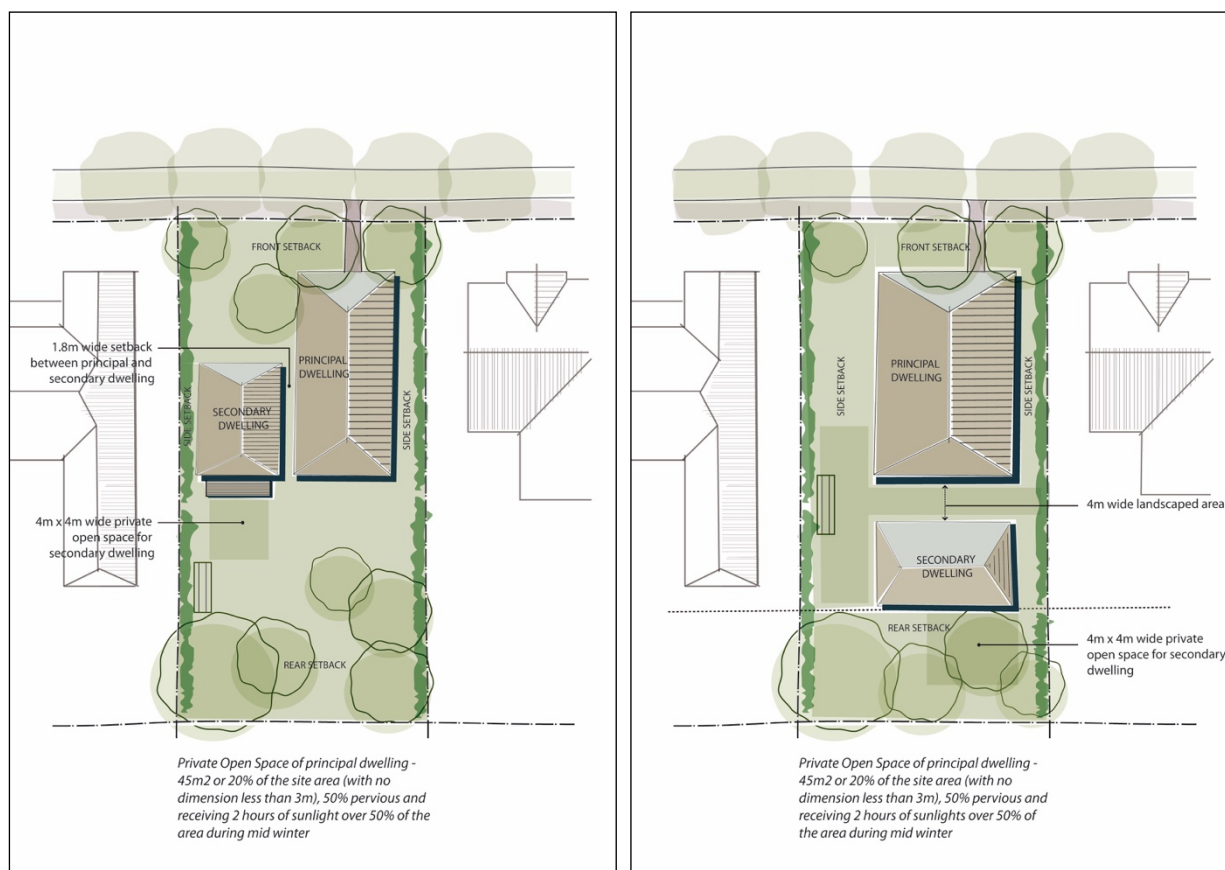 FRONT SETBACK
1.8m wide setback
between principal and
secondary dwelling
PRINCIPAL
DWELLING
SECONDARY
DWELLING
SIDE SETBACK
SIDE SETBACK
4m x 4m wide private
open space for
secondary dwelling
REAR SETBACK
Private Open Space of principal dwelling -
45m2 or 20% of the site area (with no
dimension less than 3m), 50% pervious and
receiving 2 hours of sunlight over 50% of the
area during mid winter
FRONT SETBACK
PRINCIPAL
DWELLING
SIDE SETBACK
SIDE SETBACK
4m wide landscaped area
SECONDARY
DWELLING
REAR SETBACK
4m x 4m wide private
open space for secondary
dwelling
Private Open Space of principal dwelling -
45m2 or 20% of the site area (with no
dimension less than 3m), 50% pervious and
receiving 2 hours of sunlights over 50% of
the area during mid winter